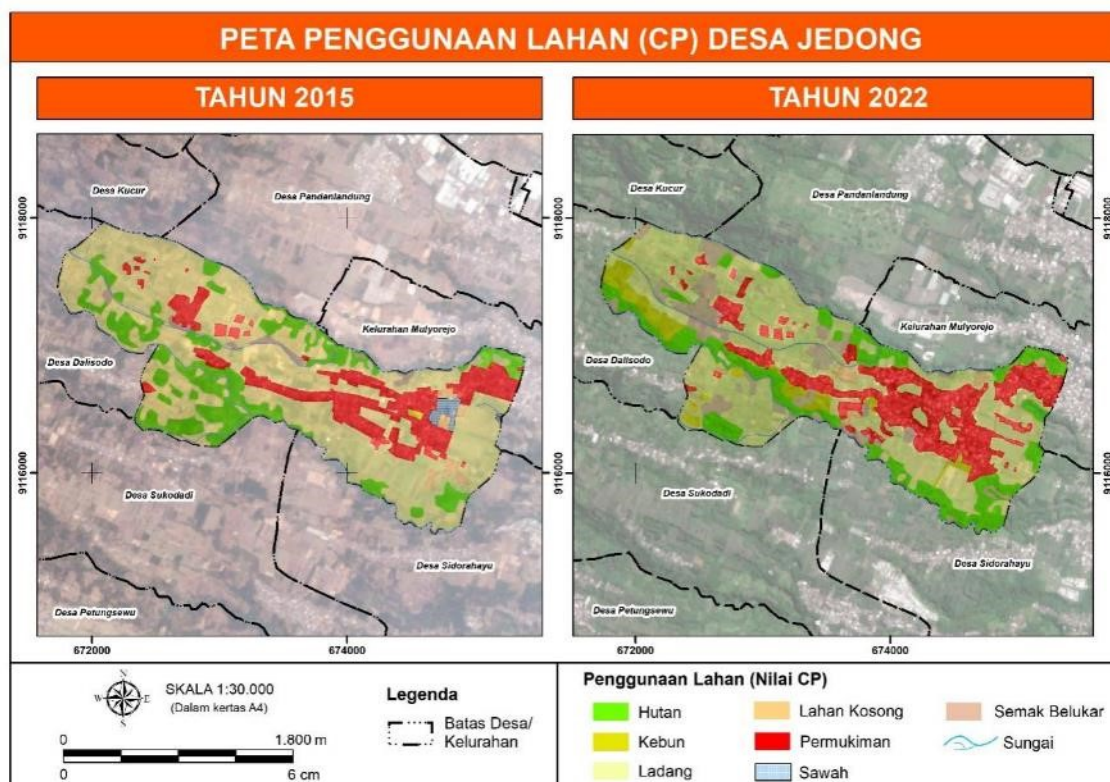 PETA PENGGUNAAN LAHAN (CP) DESA JEDONG
TAHUN 2015
TAHUN 2022
Desa Kucur
Desa Pandanlandung
9118000
Kelurahan Mulyorejo
Desa Dalisodo
9116000
Desa Sukodadi
Desa Sidorahayu
Desa Petungsewu
672000
674000
Desa Kucur
Desa Pandanlandung
9118000
Kelurahan Mulyorejo
Desa Dalisodo
9116000
Desa Sukodadi
Desa Sidorahayu
Desa Petungsewu
672000
674000
N
W
E
S
SKALA 1:30.000
(Dalam kertas A4)
0
1.800 m
0
6 cm
Legenda
Batas Desa/
Kelurahan
Penggunaan Lahan (Nilai CP)
Hutan
Kebun
Ladang
Lahan Kosong
Permukiman
Sawah
Semak Belukar
Sungai